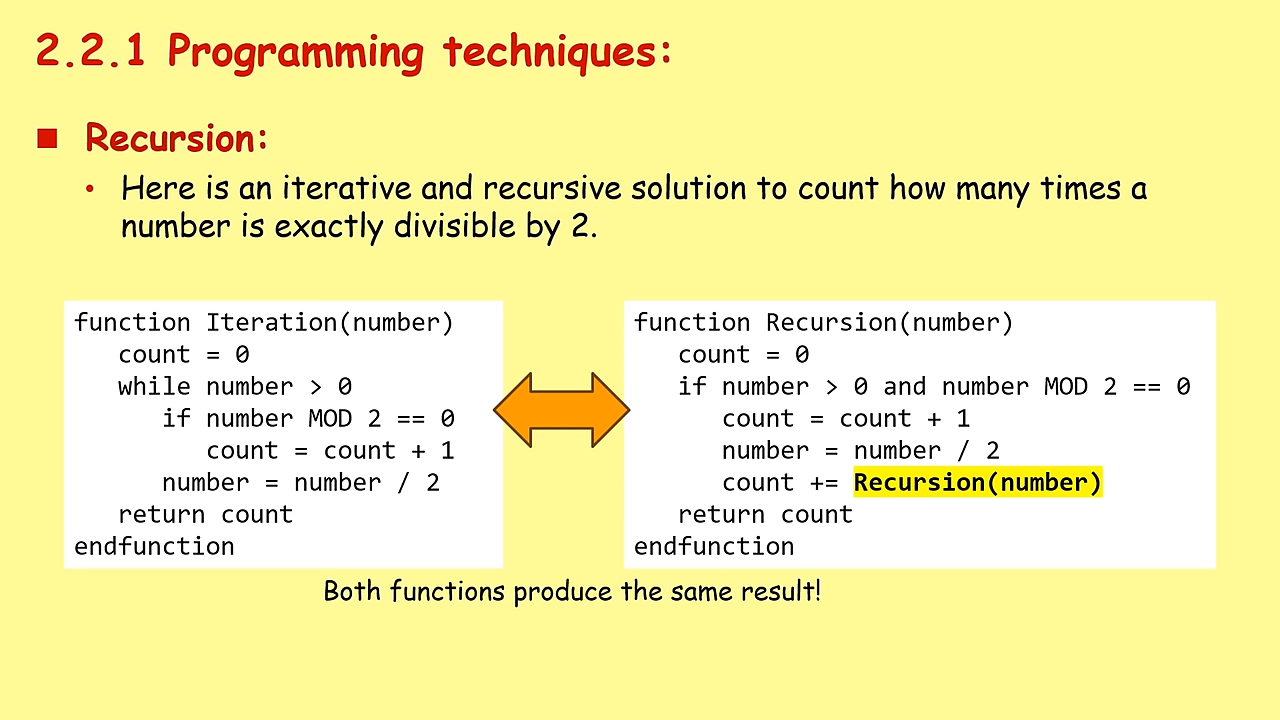 2.2.1 Programming techniques:
Recursion:
Here is an iterative and recursive solution to count how many times a
number is exactly divisible by 2.
function Iteration(number)
   count = 0
   while number > 0
      if number MOD 2 == 0
         count = count + 1
      number = number / 2
   return count
endfunction
function Recursion(number)
   count = 0
   if number > 0 and number MOD 2 == 0
      count = count + 1
      number = number / 2
      count += Recursion(number)
   return count
endfunction
Both functions produce the same result!